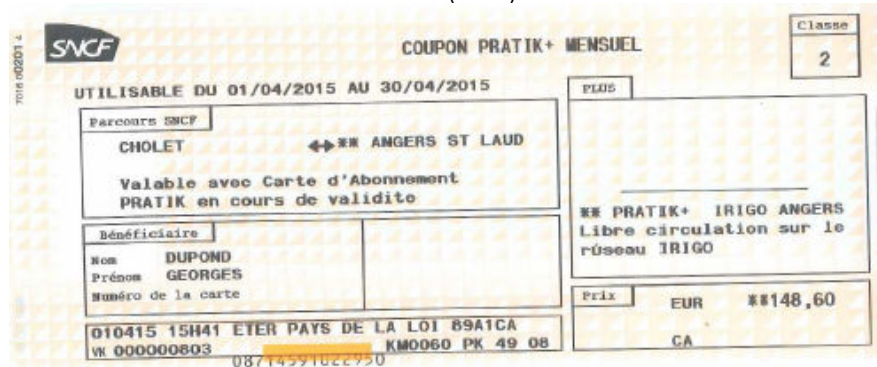 SNCF
COUPON PRATIK+ MENSUEL
Classe
2
UTILISABLE DU 01/04/2015 AU 30/04/2015
PLUS
Parcours SNCF
CHOLET ↔** ANGERS ST LAUD
Valable avec Carte d'Abonnement
PRATIK en cours de validite
** PRATIK+ IRIGO ANGERS
Libre circulation sur le
rúseau IRIGO
Bénéficiaire
Nom DUPOND
Prénom GEORGES
Numéro de la carte
Prix EUR **148,60
CA
010415 15H41 ETER PAYS DE LA LOI 89A1CA
VK 000000803 KM0060 PK 49 08
08714591022950